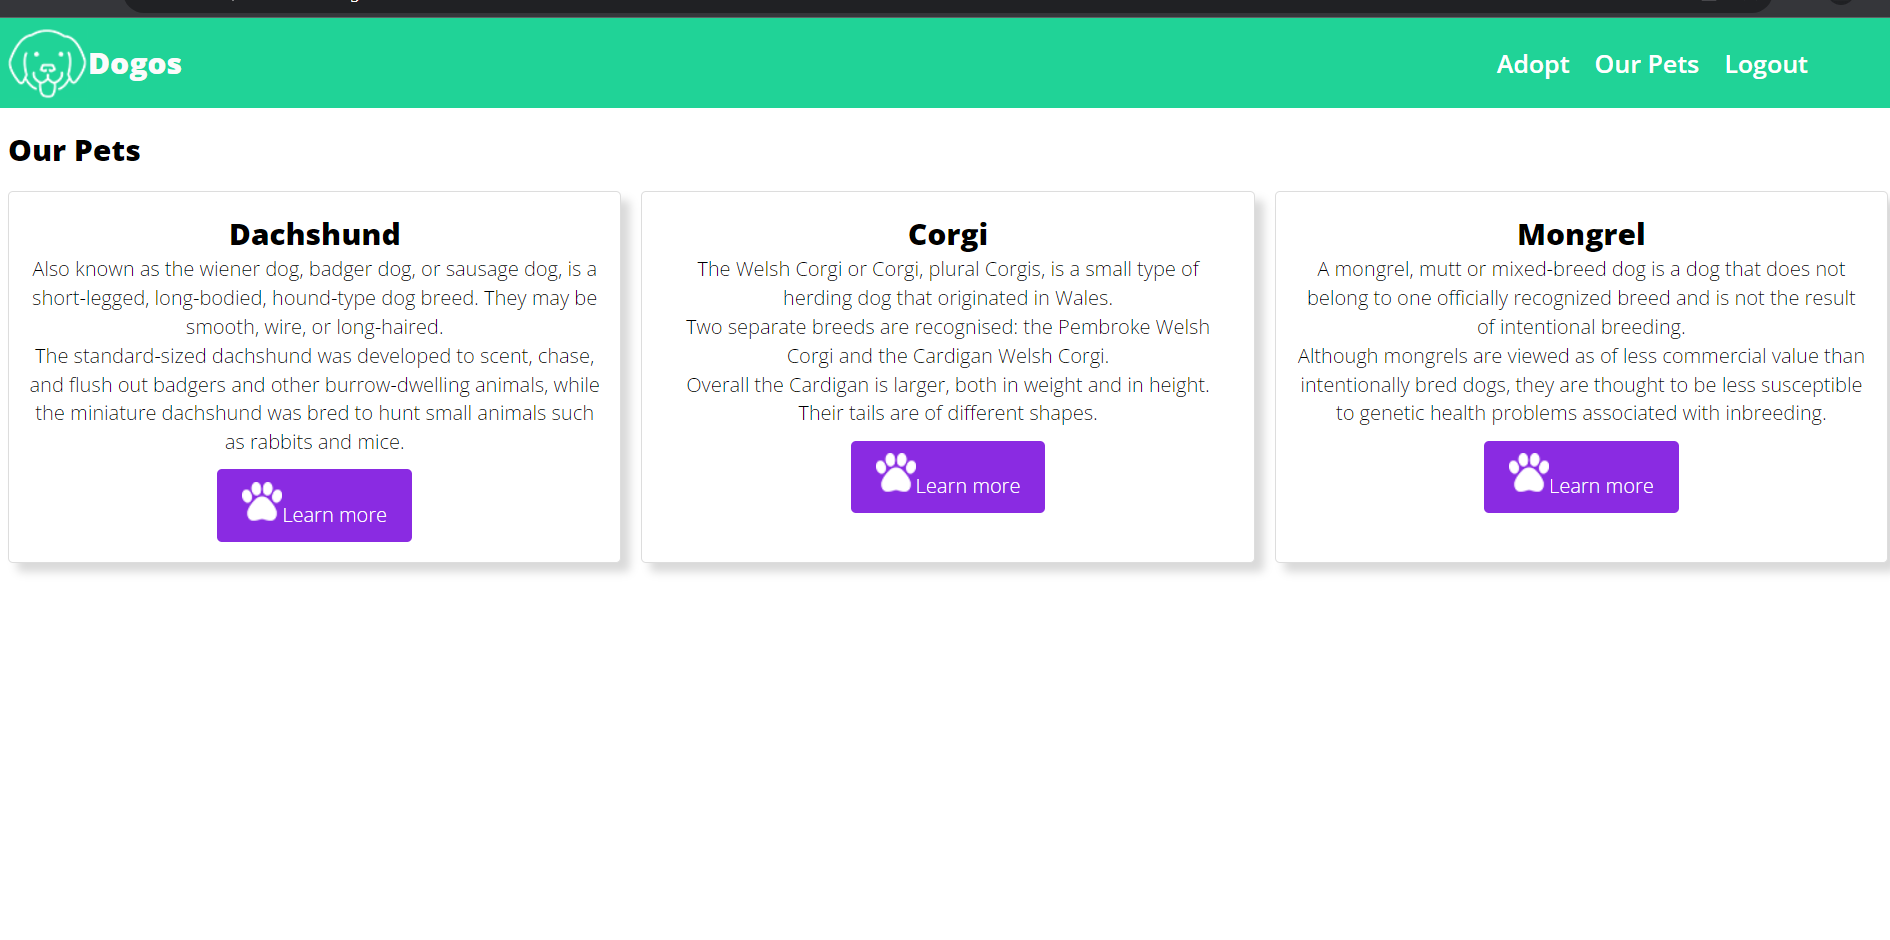 Dogos
Adopt Our Pets Logout
Our Pets
Dachshund
Also known as the wiener dog, badger dog, or sausage dog, is a
short-legged, long-bodied, hound-type dog breed. They may be
smooth, wire, or long-haired.
The standard-sized dachshund was developed to scent, chase,
and flush out badgers and other burrow-dwelling animals, while
the miniature dachshund was bred to hunt small animals such
as rabbits and mice.
Learn more
Corgi
The Welsh Corgi or Corgi, plural Corgis, is a small type of
herding dog that originated in Wales.
Two separate breeds are recognised: the Pembroke Welsh
Corgi and the Cardigan Welsh Corgi.
Overall the Cardigan is larger, both in weight and in height.
Their tails are of different shapes.
Learn more
Mongrel
A mongrel, mutt or mixed-breed dog is a dog that does not
belong to one officially recognized breed and is not the result
of intentional breeding.
Although mongrels are viewed as of less commercial value than
intentionally bred dogs, they are thought to be less susceptible
to genetic health problems associated with inbreeding.
Learn more